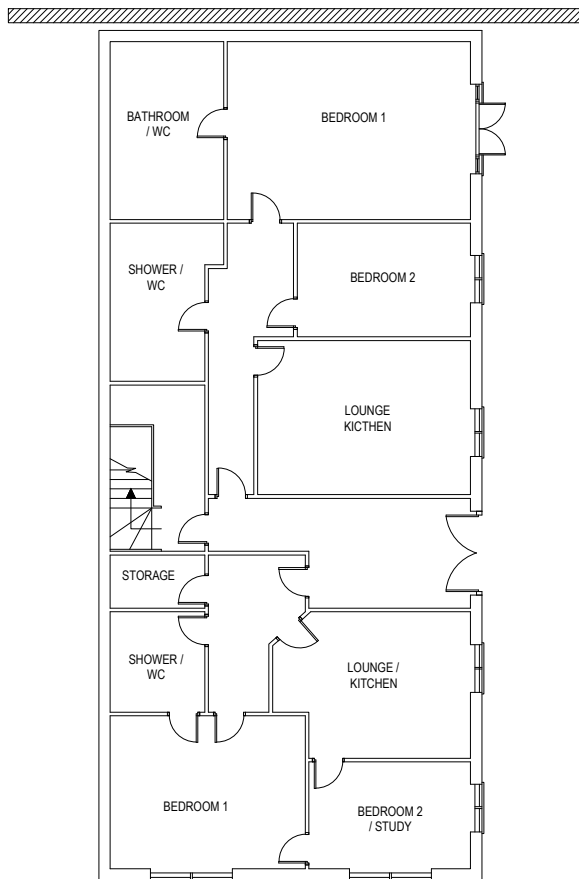 BATHROOM
/ WC
BEDROOM 1
SHOWER /
WC
BEDROOM 2
LOUNGE
KICTHEN
STORAGE
SHOWER /
WC
LOUNGE /
KITCHEN
BEDROOM 1
BEDROOM 2
/ STUDY